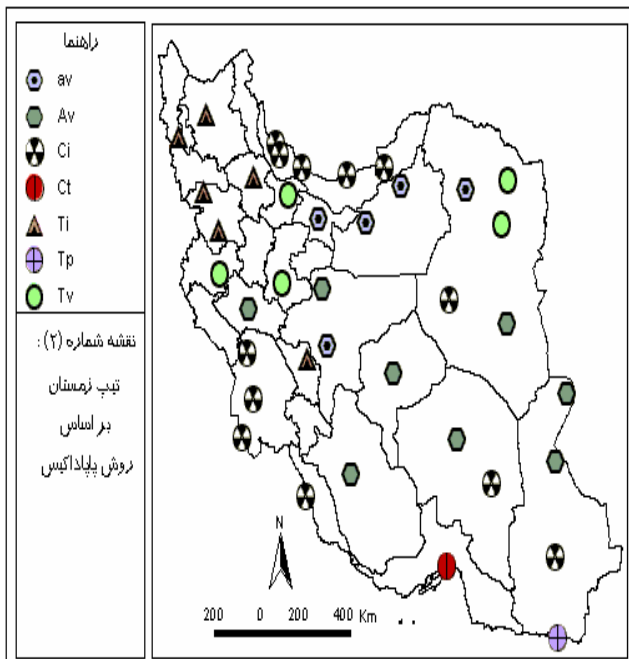 راهنما
av
Av
Ci
Ct
Ti
Tp
Tv
نقشه شماره (۲) :
تیپ زمستان
بر اساس
روش پاپاداکیس
N
200 0 200 400 Km